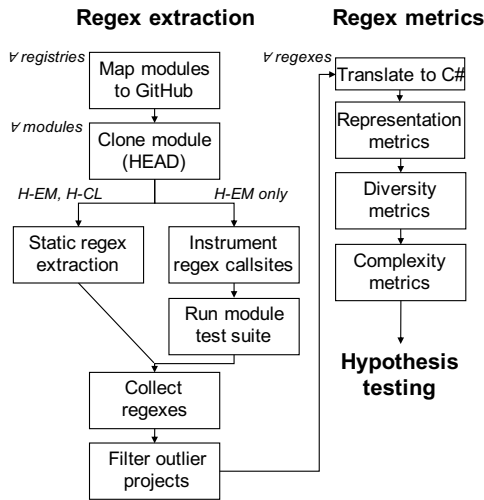 Regex extraction
∀ registries
Map modules
to GitHub
∀ modules
Clone module
(HEAD)
H-EM, H-CL
H-EM only
Static regex
extraction
Instrument
regex callsites
Run module
test suite
Collect
regexes
Filter outlier
projects
Regex metrics
∀ regexes
Translate to C#
Representation
metrics
Diversity
metrics
Complexity
metrics
Hypothesis
testing